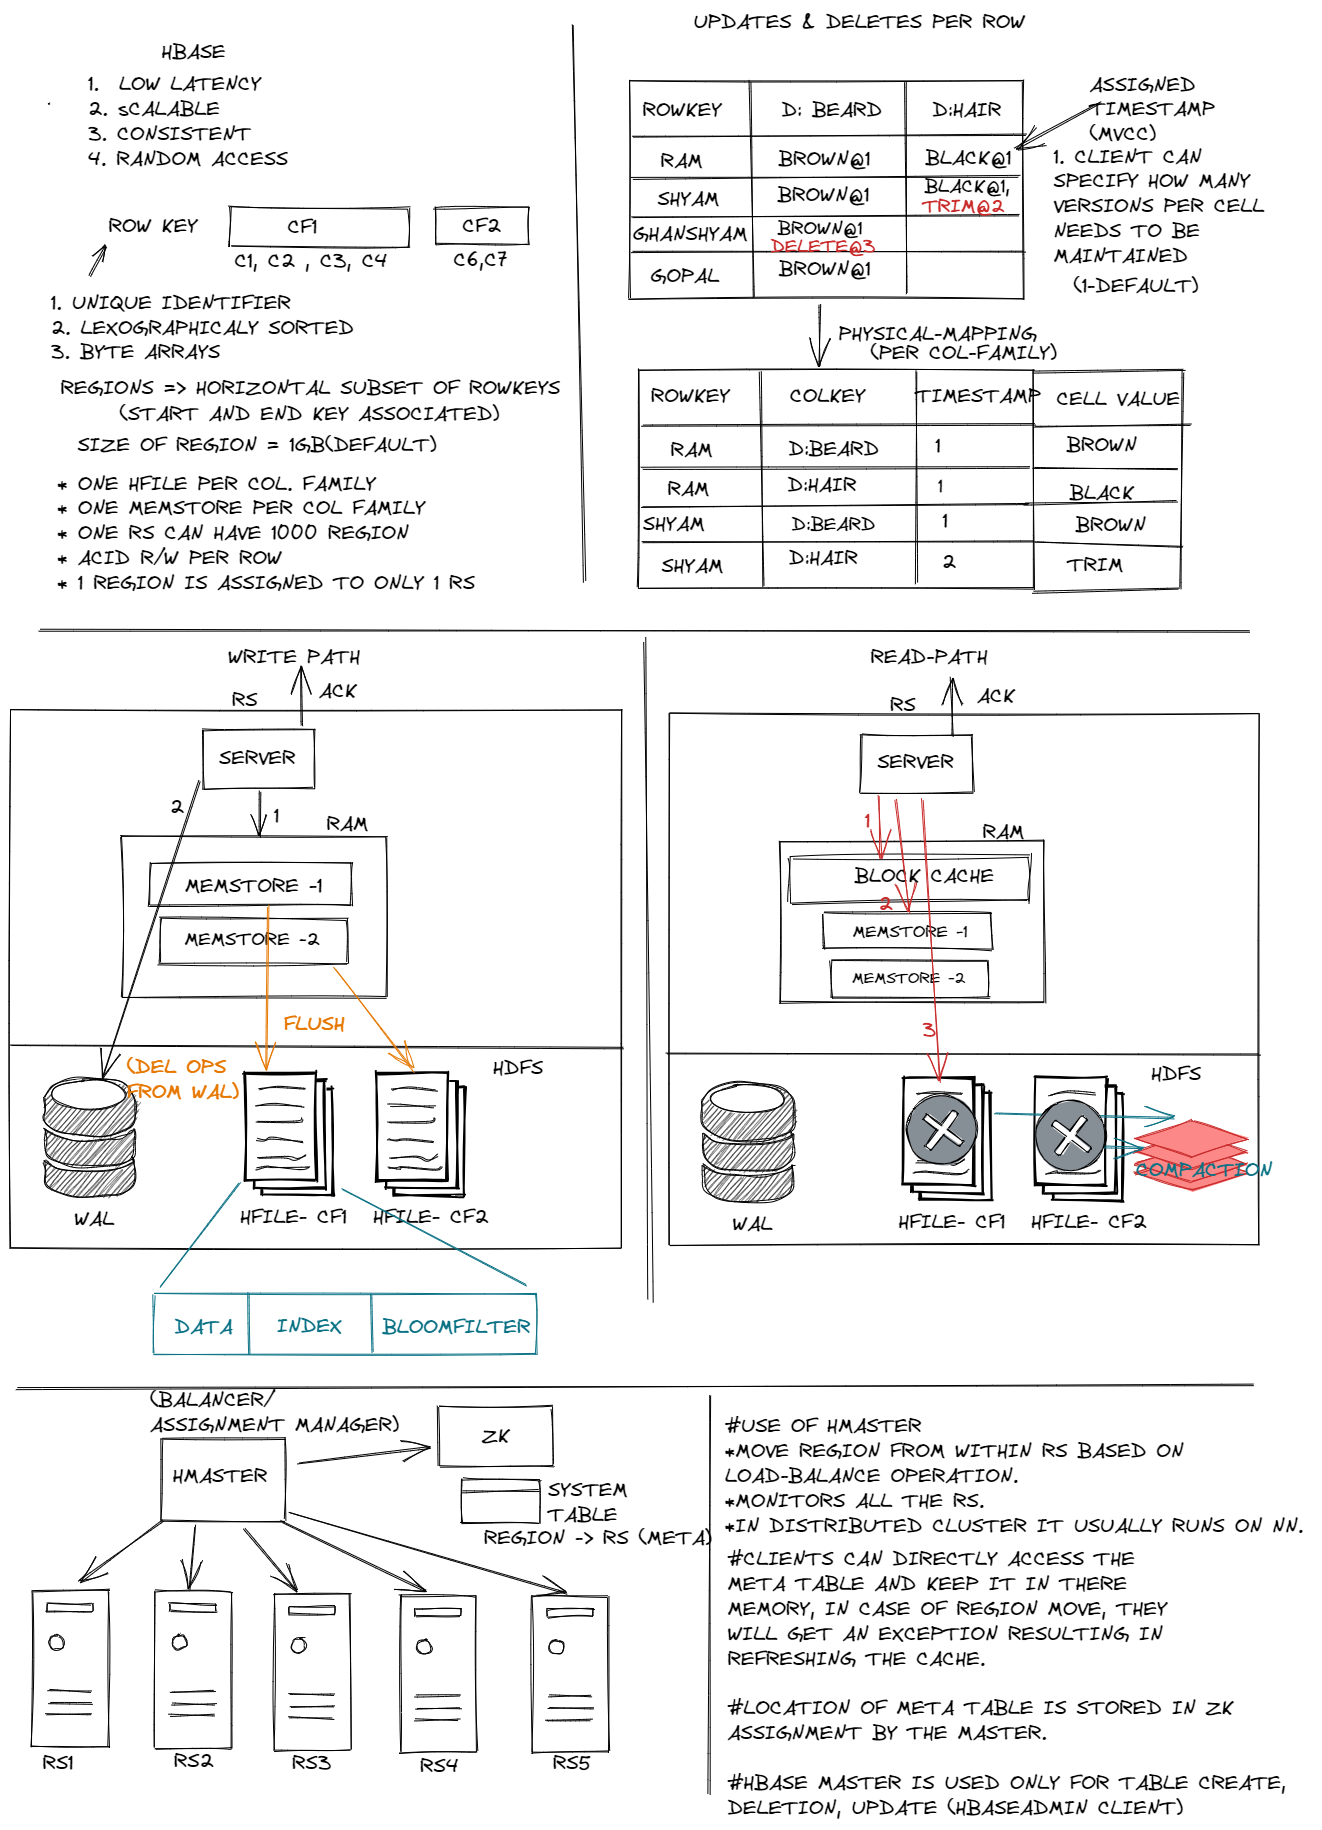 HBASE
1. LOW LATENCY
2. SCALABLE
3. CONSISTENT
4. RANDOM ACCESS
ROW KEY
CF1
CF2
C1, C2 , C3, C4
C6,C7
1. UNIQUE IDENTIFIER
2. LEXOGRAPHICALY SORTED
3. BYTE ARRAYS
REGIONS => HORIZONTAL SUBSET OF ROWKEYS
(START AND END KEY ASSOCIATED)
SIZE OF REGION = 1GB(DEFAULT)
* ONE HFILE PER COL. FAMILY
* ONE MEMSTORE PER COL FAMILY
* ONE RS CAN HAVE 1000 REGION
* ACID R/W PER ROW
* 1 REGION IS ASSIGNED TO ONLY 1 RS
UPDATES & DELETES PER ROW
ROWKEY D: BEARD D:HAIR
RAM BROWN@1 BLACK@1
SHYAM BROWN@1 BLACK@1,
TRIM@2
GHANSHYAM BROWN@1
DELETE@3
GOPAL BROWN@1
ASSIGNED
TIMESTAMP
(MVCC)
1. CLIENT CAN
SPECIFY HOW MANY
VERSIONS PER CELL
NEEDS TO BE
MAINTAINED
(1-DEFAULT)
PHYSICAL-MAPPING
(PER COL-FAMILY)
ROWKEY COLKEY TIMESTAMP CELL VALUE
RAM D:BEARD 1 BROWN
RAM D:HAIR 1 BLACK
SHYAM D:BEARD 1 BROWN
SHYAM D:HAIR 2 TRIM
WRITE PATH
RS
ACK
SERVER
2
1
RAM
MEMSTORE -1
MEMSTORE -2
FLUSH
(DEL OPS
FROM WAL)
HDFS
WAL
HFILE- CF1
HFILE- CF2
DATA
INDEX
BLOOMFILTER
READ-PATH
RS
ACK
SERVER
1
RAM
BLOCK CACHE
2
MEMSTORE -1
MEMSTORE -2
3
HDFS
COMPACTION
WAL
HFILE- CF1
HFILE- CF2
(BALANCER/
ASSIGNMENT MANAGER)
HMASTER
ZK
SYSTEM
TABLE
REGION -> RS (META)
RS1
RS2
RS3
RS4
RS5
#USE OF HMASTER
*MOVE REGION FROM WITHIN RS BASED ON
LOAD-BALANCE OPERATION.
*MONITORS ALL THE RS.
*IN DISTRIBUTED CLUSTER IT USUALLY RUNS ON NN.
#CLIENTS CAN DIRECTLY ACCESS THE
META TABLE AND KEEP IT IN THERE
MEMORY, IN CASE OF REGION MOVE, THEY
WILL GET AN EXCEPTION RESULTING IN
REFRESHING THE CACHE.
#LOCATION OF META TABLE IS STORED IN ZK
ASSIGNMENT BY THE MASTER.
#HBASE MASTER IS USED ONLY FOR TABLE CREATE,
DELETION, UPDATE (HBASEADMIN CLIENT)